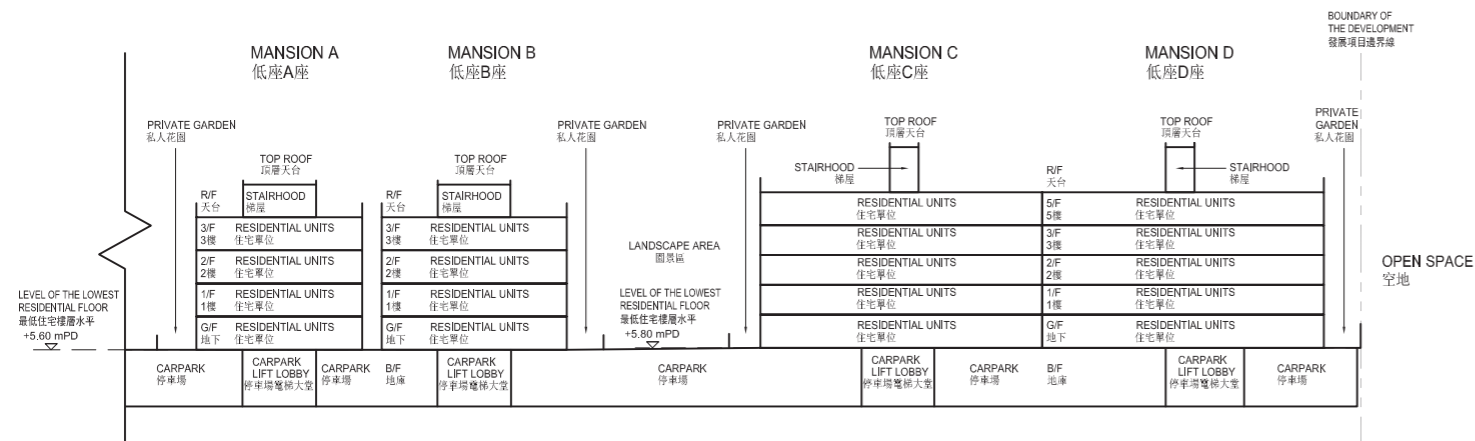 BOUNDARY OF
THE DEVELOPMENT
發展項目邊界線
MANSION A
低座A座
MANSION B
低座B座
MANSION C
低座C座
MANSION D
低座D座
PRIVATE GARDEN
私人花園
PRIVATE GARDEN
私人花園
PRIVATE GARDEN
私人花園
PRIVATE
GARDEN
私人花園
TOP ROOF
頂層天台
TOP ROOF
頂層天台
TOP ROOF
頂層天台
TOP ROOF
頂層天台
R/F
天台
STAIRHOOD
梯屋
R/F
天台
STAIRHOOD
梯屋
STAIRHOOD
梯屋
R/F
天台
STAIRHOOD
梯屋
3/F RESIDENTIAL UNITS
3樓 住宅單位
2/F RESIDENTIAL UNITS
2樓 住宅單位
1/F RESIDENTIAL UNITS
1樓 住宅單位
G/F RESIDENTIAL UNITS
地下 住宅單位
3/F RESIDENTIAL UNITS
3樓 住宅單位
2/F RESIDENTIAL UNITS
2樓 住宅單位
1/F RESIDENTIAL UNITS
1樓 住宅單位
G/F RESIDENTIAL UNITS
地下 住宅單位
RESIDENTIAL UNITS
住宅單位
RESIDENTIAL UNITS
住宅單位
RESIDENTIAL UNITS
住宅單位
RESIDENTIAL UNITS
住宅單位
RESIDENTIAL UNITS
住宅單位
5/F RESIDENTIAL UNITS
5樓 住宅單位
3/F RESIDENTIAL UNITS
3樓 住宅單位
2/F RESIDENTIAL UNITS
2樓 住宅單位
1/F RESIDENTIAL UNITS
1樓 住宅單位
G/F RESIDENTIAL UNITS
地下 住宅單位
LANDSCAPE AREA
園景區
OPEN SPACE
空地
LEVEL OF THE LOWEST
RESIDENTIAL FLOOR
最低住宅樓層水平
+5.60 mPD
LEVEL OF THE LOWEST
RESIDENTIAL FLOOR
最低住宅樓層水平
+5.80 mPD
CARPARK
停車場
CARPARK
LIFT LOBBY
停車場電梯大堂
CARPARK
停車場
B/F
地庫
CARPARK
LIFT LOBBY
停車場電梯大堂
CARPARK
停車場
CARPARK
LIFT LOBBY
停車場電梯大堂
CARPARK
停車場
B/F
地庫
CARPARK
LIFT LOBBY
停車場電梯大堂
CARPARK
停車場